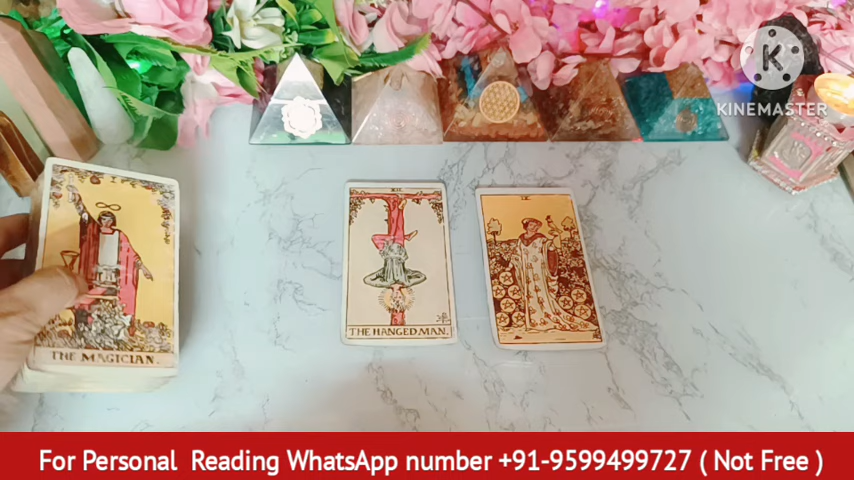 K
KINEMASTER
XII
IX
THE HANGED MAN.
THE MAGICIAN.
For Personal Reading WhatsApp number +91-9599499727 ( Not Free )